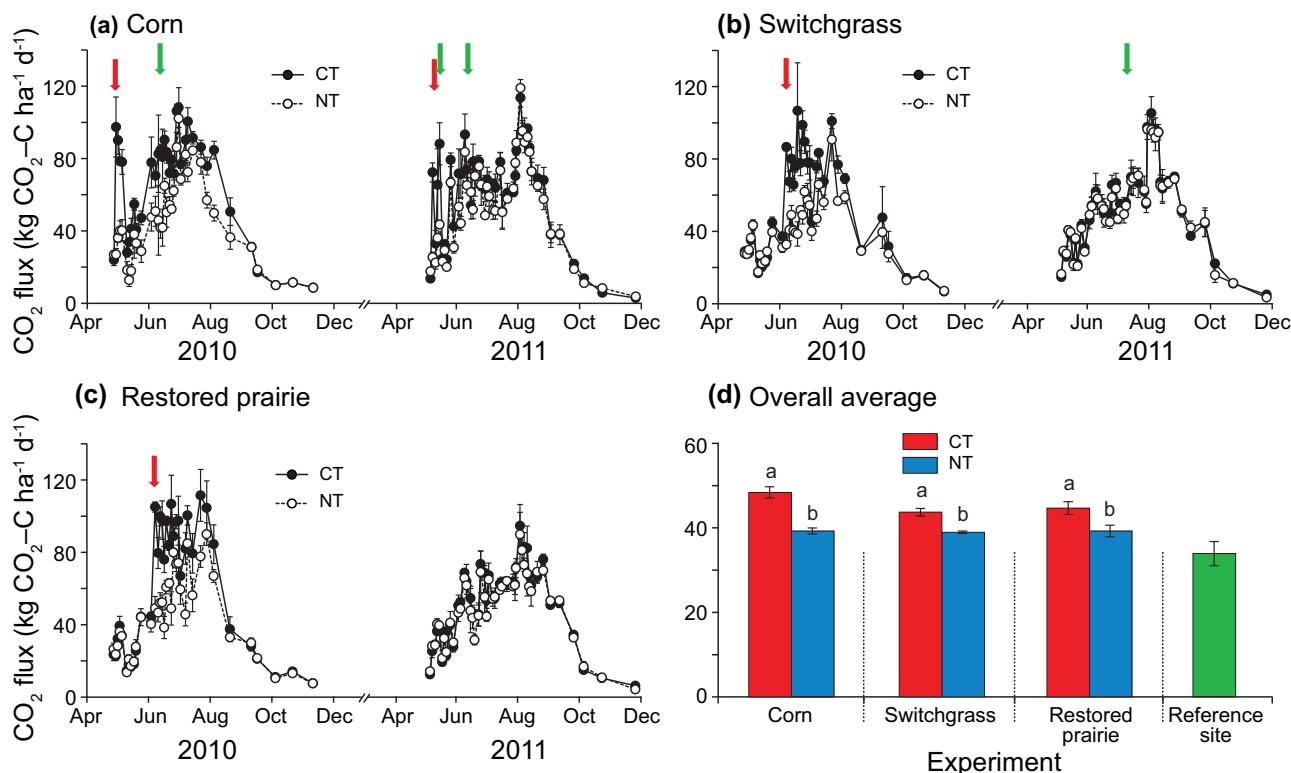 (a) Corn
CO2 flux (kg CO2–C ha-1 d-1)
120
80
40
0
CT
NT
Apr Jun Aug Oct Dec Apr Jun Aug Oct Dec
2010 2011
(b) Switchgrass
120
80
40
0
CT
NT
Apr Jun Aug Oct Dec Apr Jun Aug Oct Dec
2010 2011
(c) Restored prairie
CO2 flux (kg CO2–C ha-1 d-1)
120
80
40
0
CT
NT
Apr Jun Aug Oct Dec Apr Jun Aug Oct Dec
2010 2011
(d) Overall average
60
40
20
0
CT
NT
a b a b a b
Corn Switchgrass Restored Reference
prairie site
Experiment